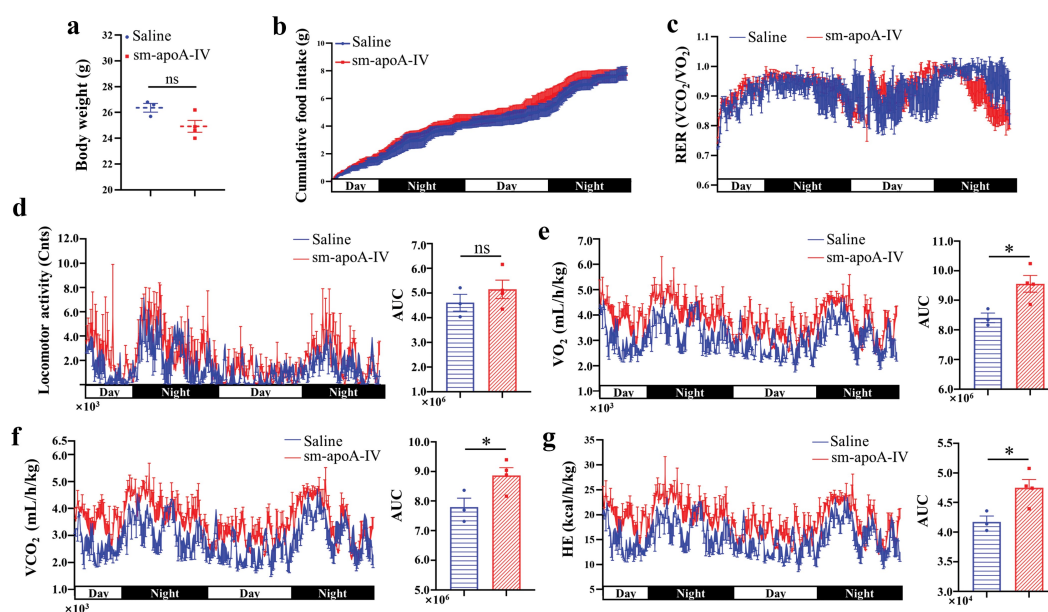 a
Body weight (g)
32
30
28
26
24
22
20
Saline
sm-apoA-IV
ns
b
Cumulative food intake (g)
10
8
6
4
2
0
Saline
sm-apoA-IV
Day
Night
Day
Night
c
RER (VCO2/VO2)
1.1
1.0
0.9
0.8
0.7
0.6
Saline
sm-apoA-IV
Day
Night
Day
Night
d
Locomotor activity (Cnts)
12.0
10.0
8.0
6.0
4.0
2.0
Saline
sm-apoA-IV
Day
Night
Day
Night
×10³
AUC
7.0
6.0
5.0
4.0
3.0
2.0
1.0
ns
×10⁶
e
VO2 (mL/h/kg)
7.0
6.0
5.0
4.0
3.0
2.0
1.0
Saline
sm-apoA-IV
Day
Night
Day
Night
×10³
AUC
11.0
10.0
9.0
8.0
7.0
6.0
*
×10⁶
f
VCO2 (mL/h/kg)
6.5
5.0
4.0
3.0
2.0
1.0
Saline
sm-apoA-IV
Day
Night
Day
Night
×10³
AUC
10.0
9.0
8.0
7.0
6.0
5.0
*
×10⁶
g
HE (kcal/h/kg)
35
30
25
20
15
10
5
Saline
sm-apoA-IV
Day
Night
Day
Night
AUC
5.5
5.0
4.5
4.0
3.5
3.0
*
×10⁴